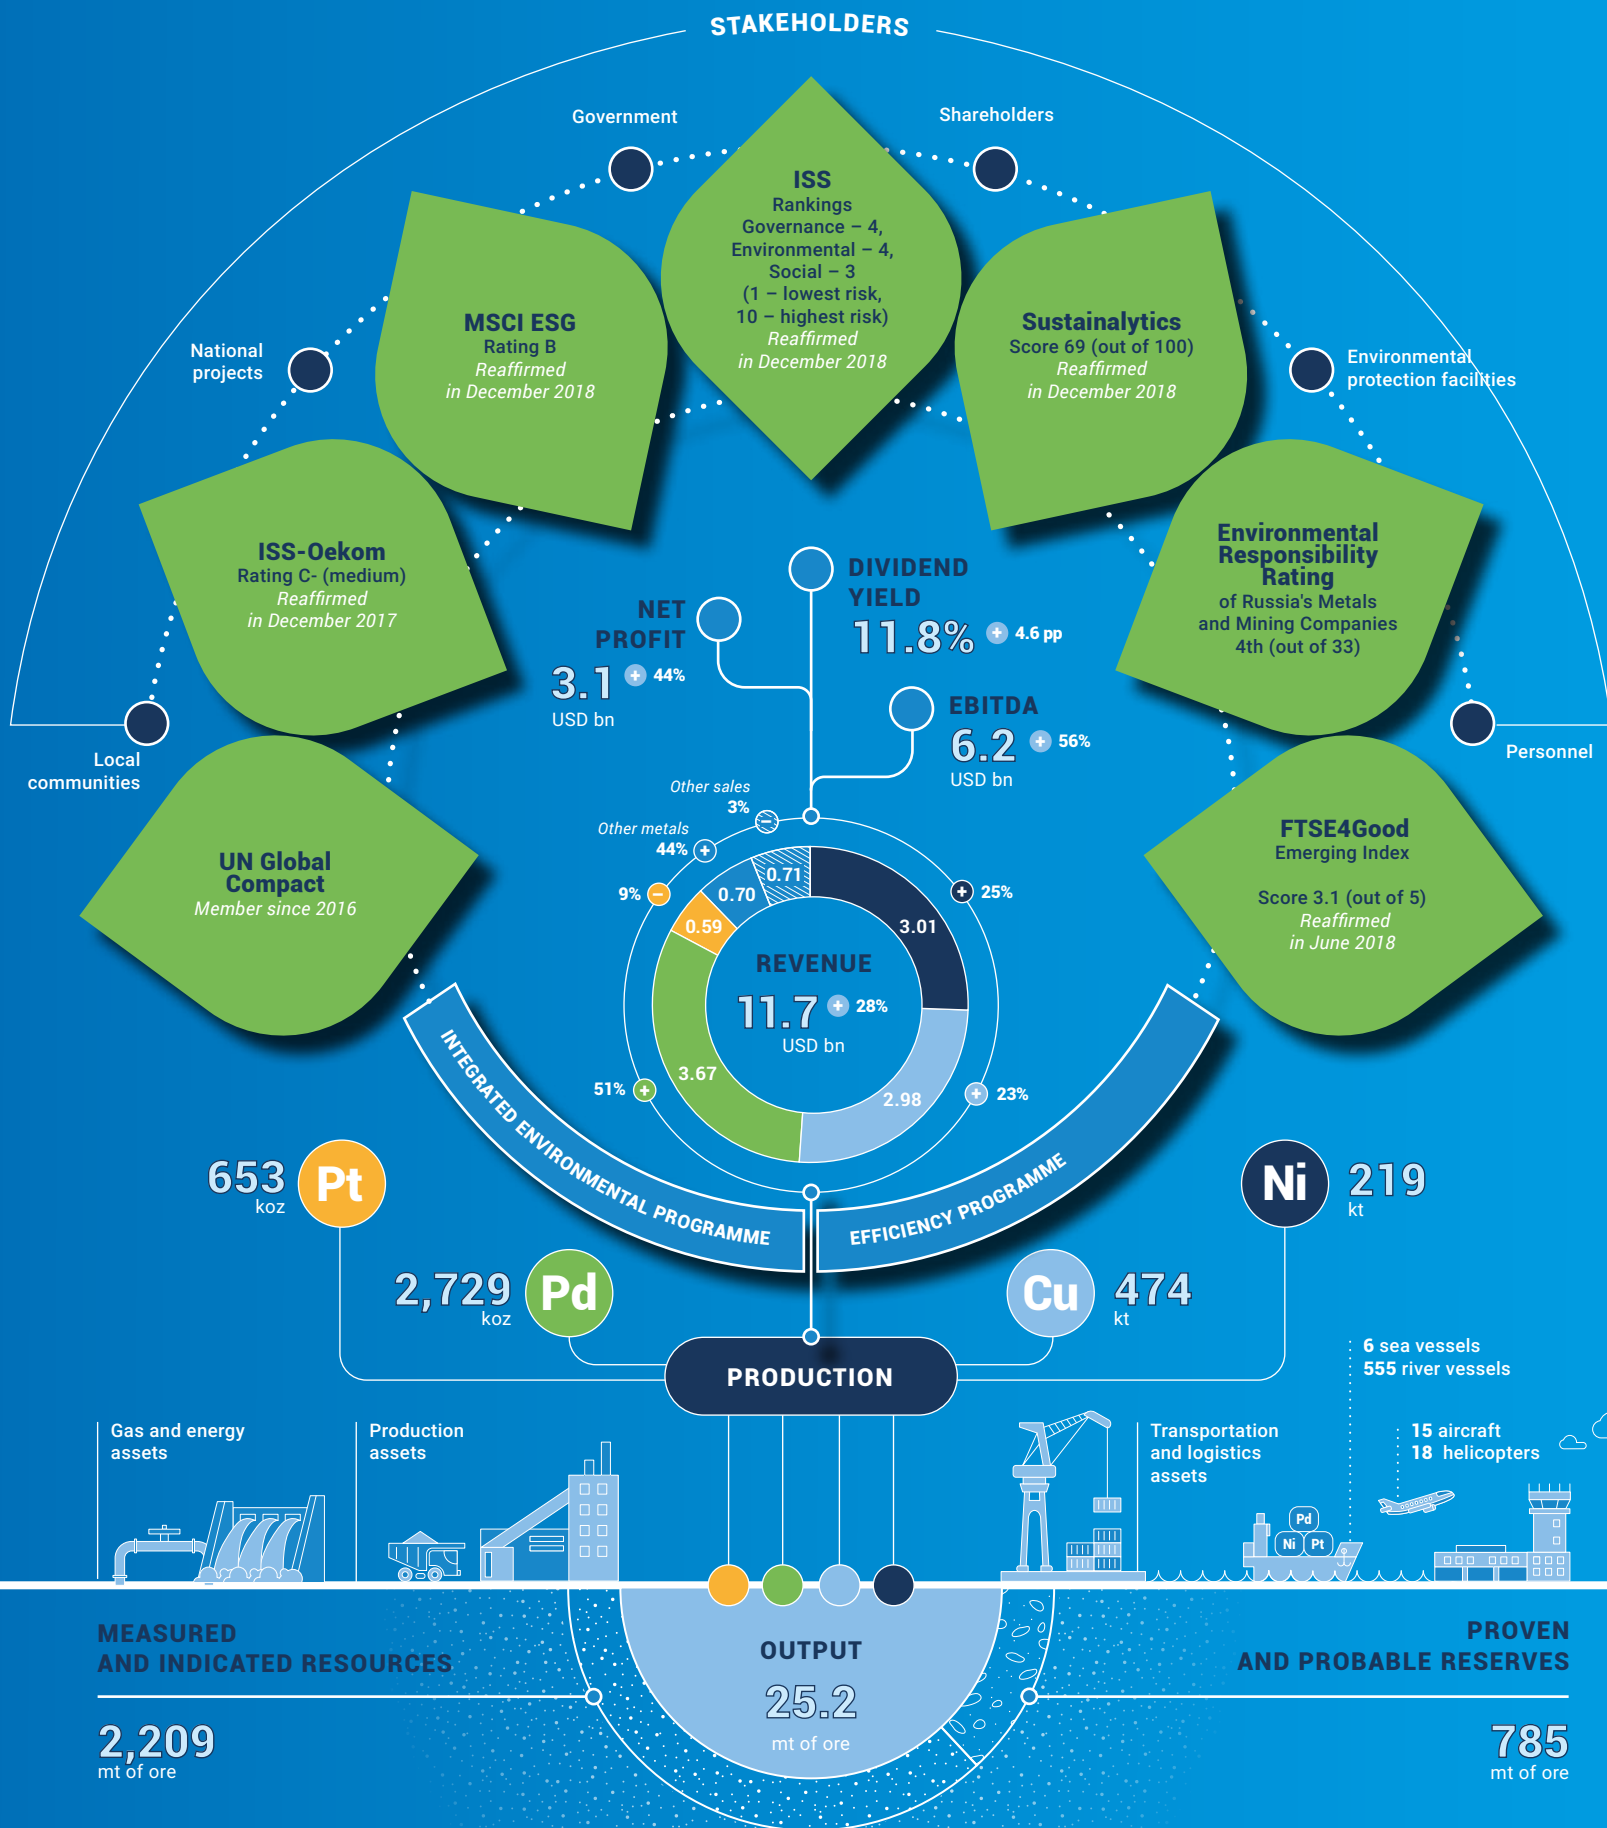 STAKEHOLDERS
Government
Shareholders
National
projects
Environmental
protection facilities
Local
communities
Personnel
ISS
Rankings
Governance – 4,
Environmental – 4,
Social – 3
(1 – lowest risk,
10 – highest risk)
Reaffirmed
in December 2018
MSCI ESG
Rating B
Reaffirmed
in December 2018
Sustainalytics
Score 69 (out of 100)
Reaffirmed
in December 2018
ISS-Oekom
Rating C- (medium)
Reaffirmed
in December 2017
Environmental
Responsibility
Rating
of Russia's Metals
and Mining Companies
4th (out of 33)
UN Global
Compact
Member since 2016
FTSE4Good
Emerging Index
Score 3.1 (out of 5)
Reaffirmed
in June 2018
DIVIDEND
YIELD
11.8% + 4.6 pp
NET
PROFIT
3.1 + 44%
USD bn
EBITDA
6.2 + 56%
USD bn
Other sales
3% –
Other metals
44% +
9% –
+ 25%
51% +
+ 23%
0.71
0.70
0.59
3.01
3.67
2.98
REVENUE
11.7 + 28%
USD bn
INTEGRATED ENVIRONMENTAL PROGRAMME
EFFICIENCY PROGRAMME
653
koz
Pt
2,729
koz
Pd
Ni
219
kt
Cu
474
kt
PRODUCTION
6 sea vessels
555 river vessels
15 aircraft
18 helicopters
Gas and energy
assets
Production
assets
Transportation
and logistics
assets
Pd
Ni Pt
MEASURED
AND INDICATED RESOURCES
2,209
mt of ore
OUTPUT
25.2
mt of ore
PROVEN
AND PROBABLE RESERVES
785
mt of ore